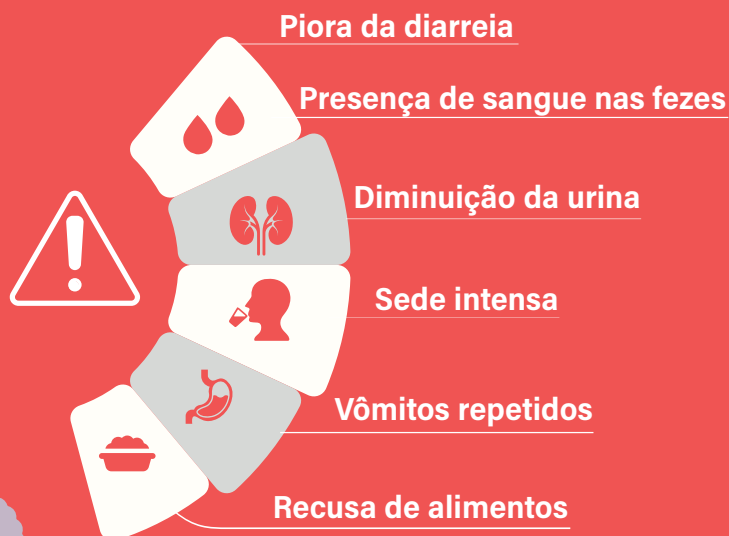 Piora da diarreia
Presença de sangue nas fezes
Diminuição da urina
Sede intensa
Vômitos repetidos
Recusa de alimentos